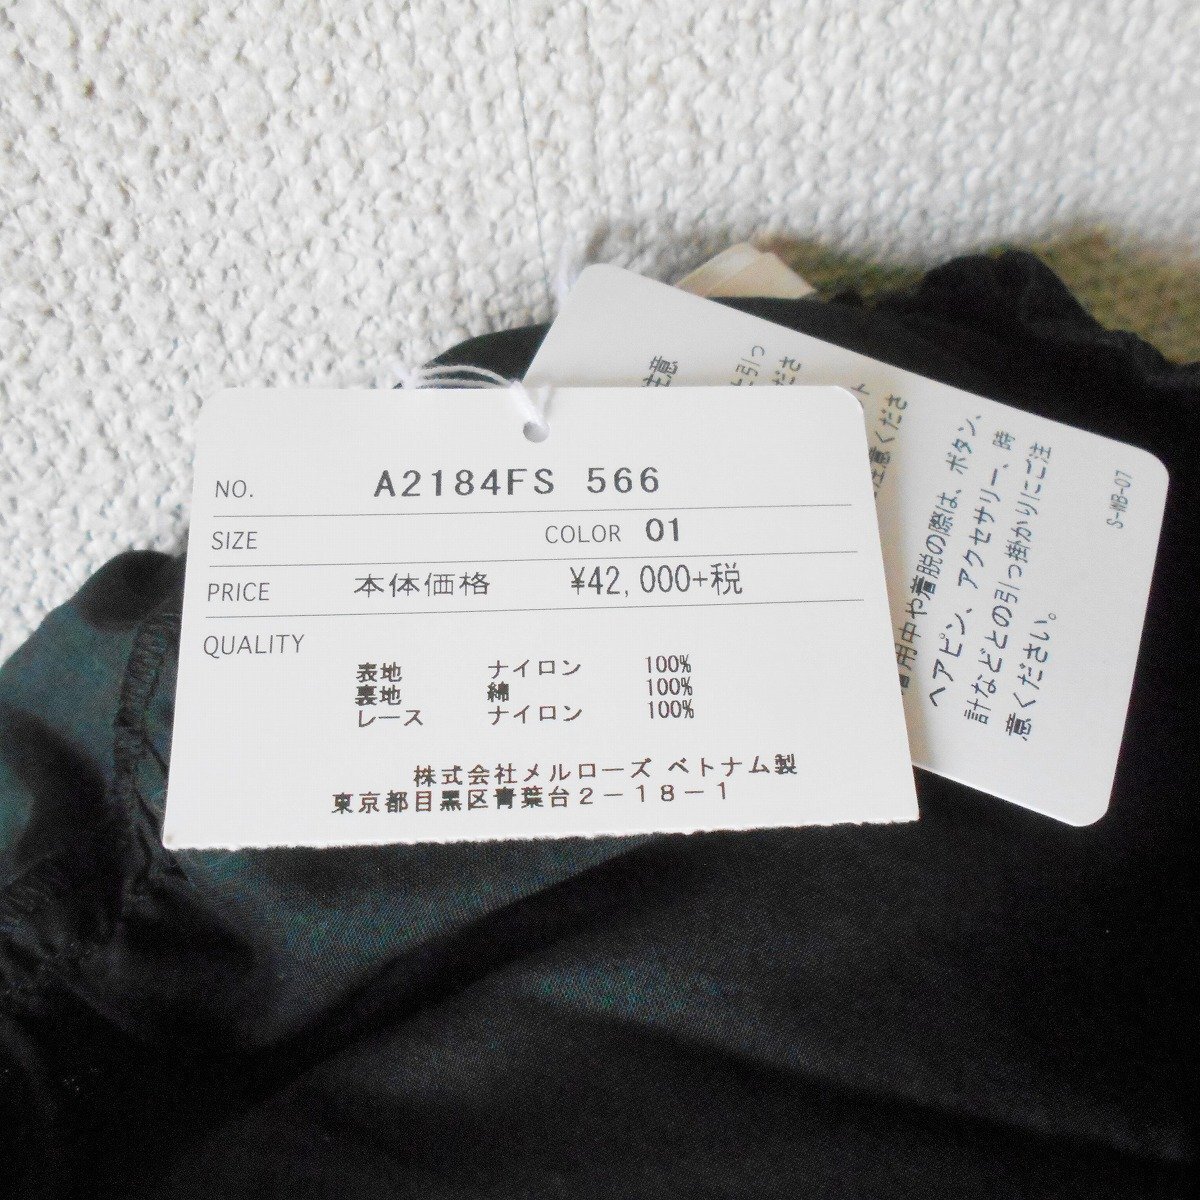 NO. A2184FS 566
SIZE COLOR 01
PRICE 本体価格 ¥42,000+税
QUALITY
表地 ナイロン 100%
裏地 綿 100%
レース ナイロン 100%
株式会社メルローズ ベトナム製
東京都目黒区青葉台2-18-1
用中や着脱の際は、ボタン、
ヘアピン、アクセサリー、時
計などとの引っ掛かりにご注
意ください。
S-WB-07